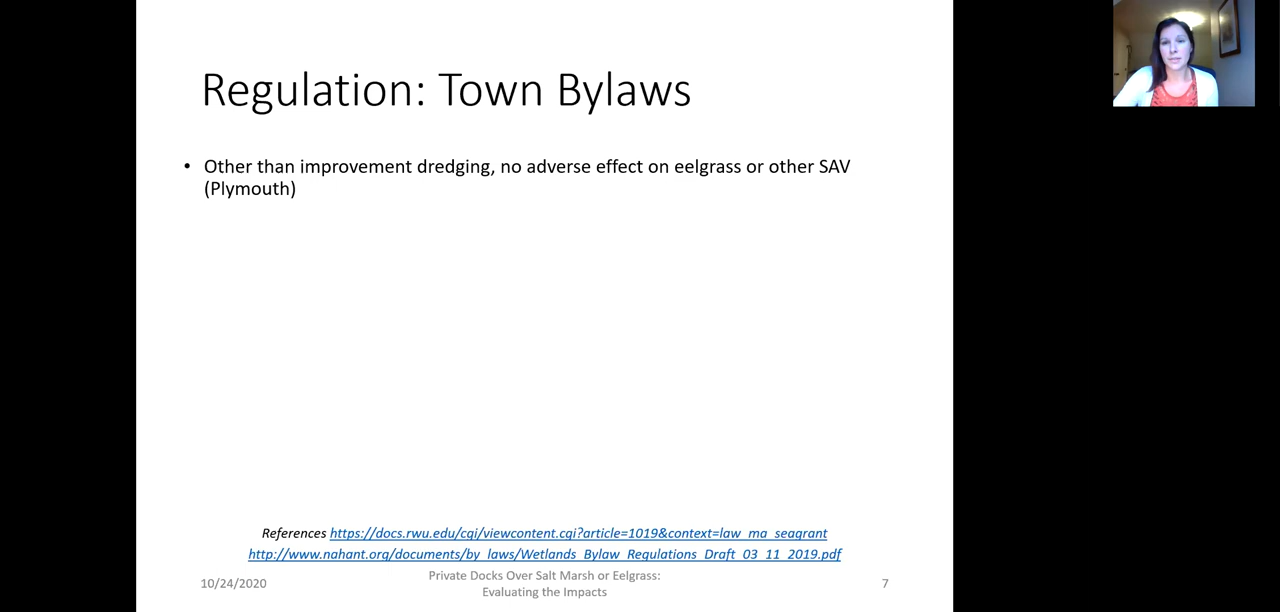 Regulation: Town Bylaws
• Other than improvement dredging, no adverse effect on eelgrass or other SAV
(Plymouth)
References https://docs.rwu.edu/cgi/viewcontent.cgi?article=1019&context=law_ma_seagrant
http://www.nahant.org/documents/by_laws/Wetlands_Bylaw_Regulations_Draft_03_11_2019.pdf
10/24/2020
Private Docks Over Salt Marsh or Eelgrass:
Evaluating the Impacts
7